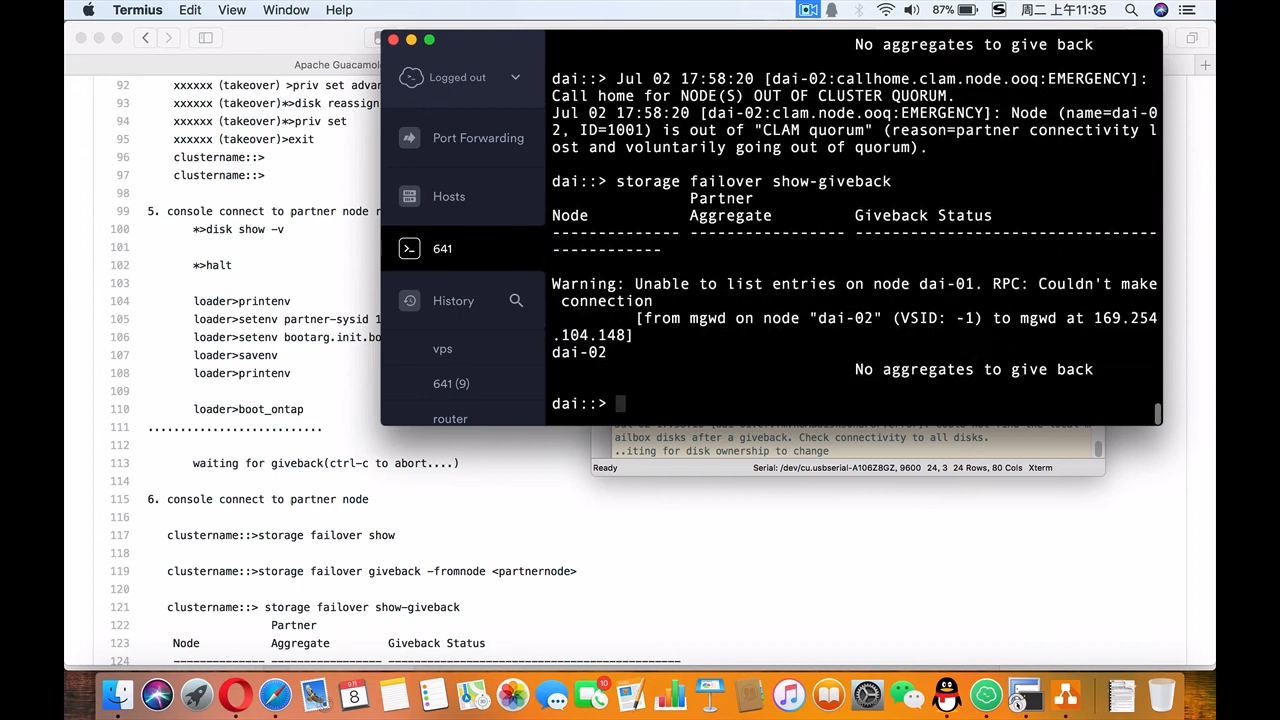 Termius Edit View Window Help 87% 周二 上午11:35
Apache Guacamol
92 xxxxxx (takeover) >priv set advan
93 xxxxxx (takeover)*>disk reassign
94 xxxxxx (takeover)*>priv set
95 xxxxxx (takeover)>exit
96 clustername::>
97 clustername::>
98
99 5. console connect to partner node r
100 *>disk show -v
101
102 *>halt
103
104 loader>printenv
105 loader>setenv partner-sysid 1
106 loader>setenv bootarg.init.bo
107 loader>savenv
108 loader>printenv
109
110 loader>boot_ontap
111 ...........................
112
113 waiting for giveback(ctrl-c to abort....)
114
115 6. console connect to partner node
116
117 clustername::>storage failover show
118
119 clustername::>storage failover giveback -fromnode <partnernode>
120
121 clustername::> storage failover show-giveback
122 Partner
123 Node Aggregate Giveback Status
124 -------------- ----------------- ---------------------------------------------
Logged out
Port Forwarding
Hosts
641
History
vps
641 (9)
router
No aggregates to give back
dai::> Jul 02 17:58:20 [dai-02:callhome.clam.node.ooq:EMERGENCY]:
Call home for NODE(S) OUT OF CLUSTER QUORUM.
Jul 02 17:58:20 [dai-02:clam.node.ooq:EMERGENCY]: Node (name=dai-0
2, ID=1001) is out of "CLAM quorum" (reason=partner connectivity l
ost and voluntarily going out of quorum).
dai::> storage failover show-giveback
Partner
Node Aggregate Giveback Status
-------------- ----------------- ---------------------------------
------------
Warning: Unable to list entries on node dai-01. RPC: Couldn't make
connection
[from mgwd on node "dai-02" (VSID: -1) to mgwd at 169.254
.104.148]
dai-02
No aggregates to give back
dai::>
ailbox disks after a giveback. Check connectivity to all disks.
..iting for disk ownership to change
Ready Serial: /dev/cu.usbserial-A106Z8GZ, 9600 24, 3 24 Rows, 80 Cols Xterm
9月
8
10